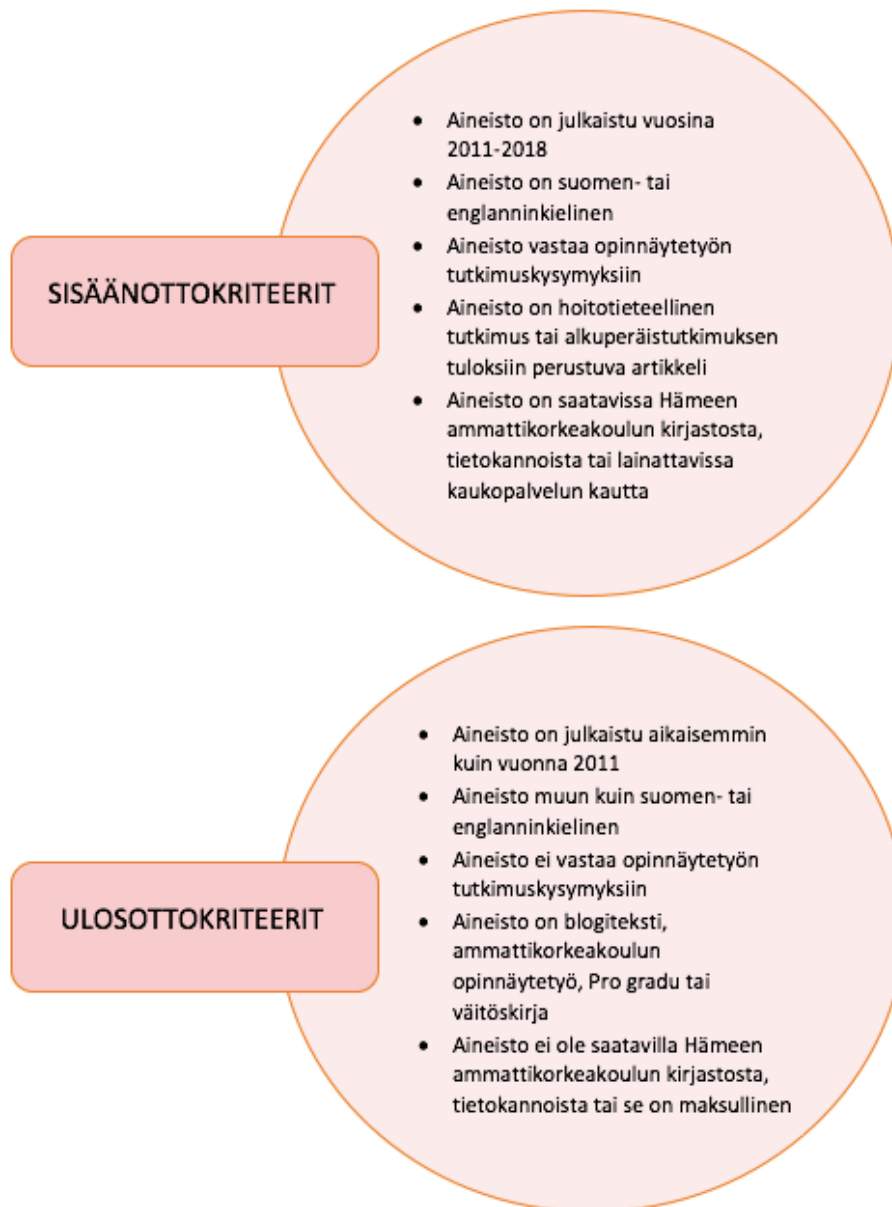 SISÄÄNOTTOKRITEERIT
• Aineisto on julkaistu vuosina
2011-2018
• Aineisto on suomen- tai
englanninkielinen
• Aineisto vastaa opinnäytetyön
tutkimuskysymyksiin
• Aineisto on hoitotieteellinen
tutkimus tai alkuperäistutkimuksen
tuloksiin perustuva artikkeli
• Aineisto on saatavissa Hämeen
ammattikorkeakoulun kirjastosta,
tietokannoista tai lainattavissa
kaukopalvelun kautta
ULOSOTTOKRITEERIT
• Aineisto on julkaistu aikaisemmin
kuin vuonna 2011
• Aineisto muun kuin suomen- tai
englanninkielinen
• Aineisto ei vastaa opinnäytetyön
tutkimuskysymyksiin
• Aineisto on blogiteksti,
ammattikorkeakoulun
opinnäytetyö, Pro gradu tai
väitöskirja
• Aineisto ei ole saatavilla Hämeen
ammattikorkeakoulun kirjastosta,
tietokannoista tai se on maksullinen